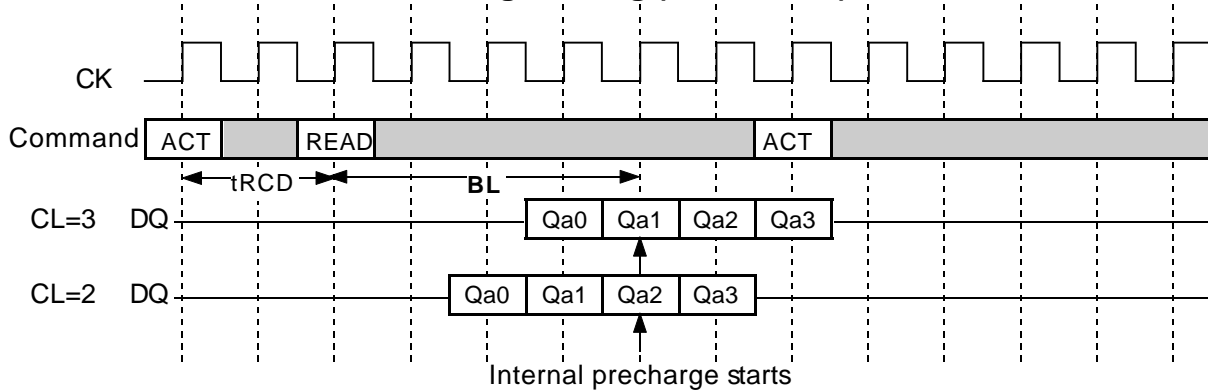 CK
Command ACT READ ACT
tRCD BL
CL=3 DQ Qa0 Qa1 Qa2 Qa3
CL=2 DQ Qa0 Qa1 Qa2 Qa3
Internal precharge starts